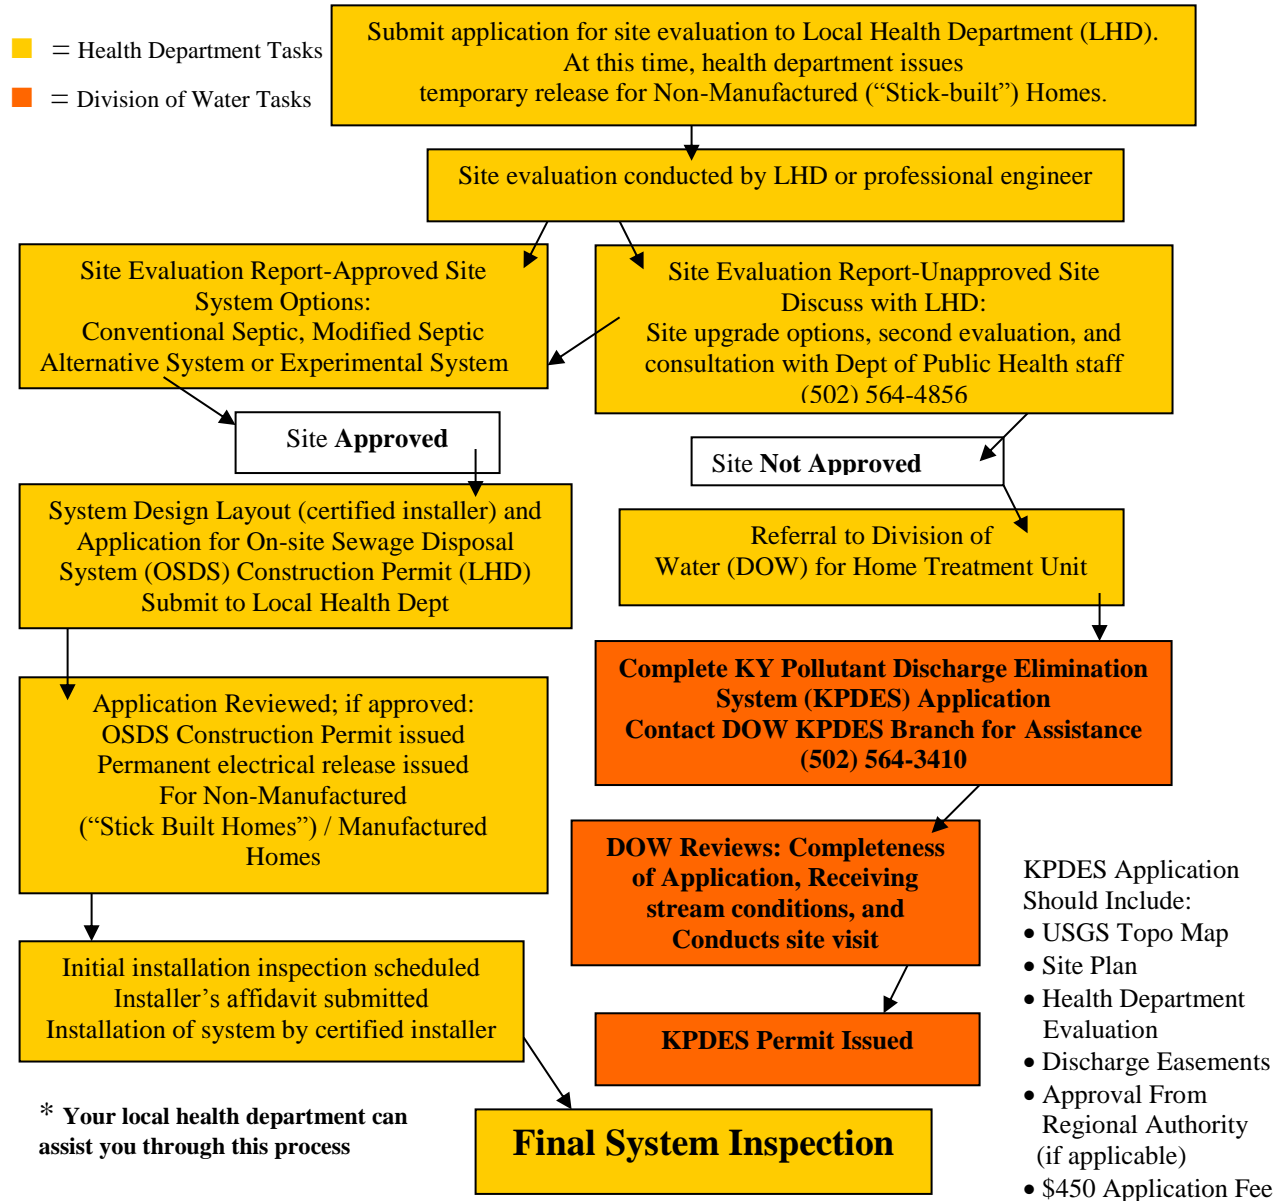 = Health Department Tasks
= Division of Water Tasks
Submit application for site evaluation to Local Health Department (LHD).
At this time, health department issues
temporary release for Non-Manufactured (“Stick-built”) Homes.
Site evaluation conducted by LHD or professional engineer
Site Evaluation Report-Approved Site
System Options:
Conventional Septic, Modified Septic
Alternative System or Experimental System
Site Evaluation Report-Unapproved Site
Discuss with LHD:
Site upgrade options, second evaluation, and
consultation with Dept of Public Health staff
(502) 564-4856
Site Approved
Site Not Approved
System Design Layout (certified installer) and
Application for On-site Sewage Disposal
System (OSDS) Construction Permit (LHD)
Submit to Local Health Dept
Referral to Division of
Water (DOW) for Home Treatment Unit
Application Reviewed; if approved:
OSDS Construction Permit issued
Permanent electrical release issued
For Non-Manufactured
(“Stick Built Homes”) / Manufactured
Homes
Complete KY Pollutant Discharge Elimination
System (KPDES) Application
Contact DOW KPDES Branch for Assistance
(502) 564-3410
DOW Reviews: Completeness
of Application, Receiving
stream conditions, and
Conducts site visit
Initial installation inspection scheduled
Installer’s affidavit submitted
Installation of system by certified installer
KPDES Permit Issued
KPDES Application
Should Include:
• USGS Topo Map
• Site Plan
• Health Department
Evaluation
• Discharge Easements
• Approval From
Regional Authority
(if applicable)
• $450 Application Fee
* Your local health department can
assist you through this process
Final System Inspection